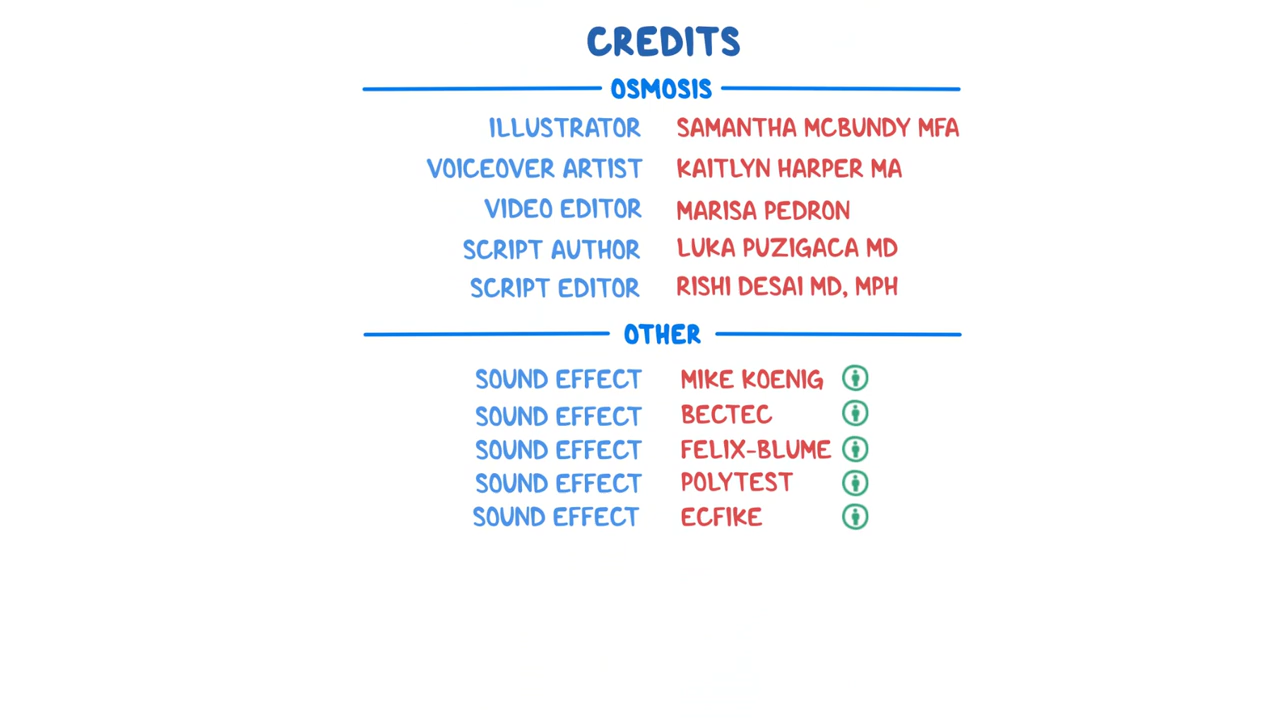 CREDITS
OSMOSIS
ILLUSTRATOR SAMANTHA MCBUNDY MFA
VOICEOVER ARTIST KAITLYN HARPER MA
VIDEO EDITOR MARISA PEDRON
SCRIPT AUTHOR LUKA PUZIGACA MD
SCRIPT EDITOR RISHI DESAI MD, MPH
OTHER
SOUND EFFECT MIKE KOENIG
SOUND EFFECT BECTEC
SOUND EFFECT FELIX-BLUME
SOUND EFFECT POLYTEST
SOUND EFFECT ECFIKE